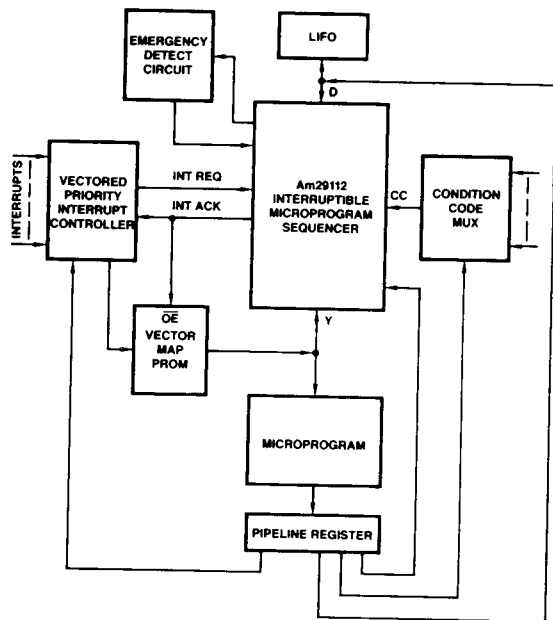 EMERGENCY
DETECT
CIRCUIT
LIFO
D
INTERRUPTS
VECTORED
PRIORITY
INTERRUPT
CONTROLLER
INT REQ
INT ACK
Am29112
INTERRUPTIBLE
MICROPROGRAM
SEQUENCER
CC
CONDITION
CODE
MUX
OE
VECTOR
MAP
PROM
Y
MICROPROGRAM
PIPELINE REGISTER